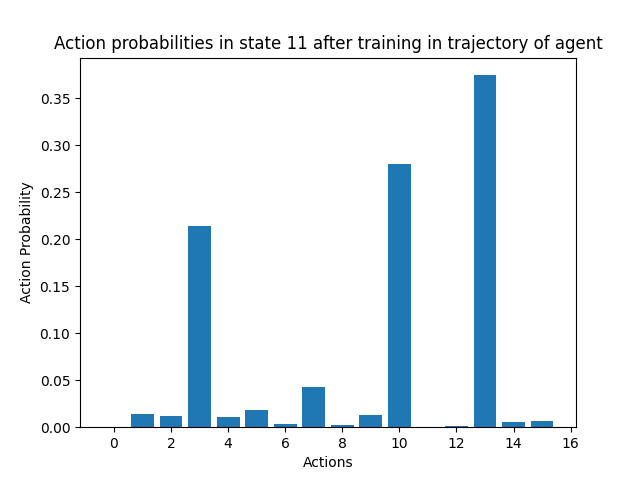 Action probabilities in state 11 after training in trajectory of agent
0.35
0.30
0.25
0.20
0.15
0.10
0.05
0.00
Action Probability
0 2 4 6 8 10 12 14 16
Actions